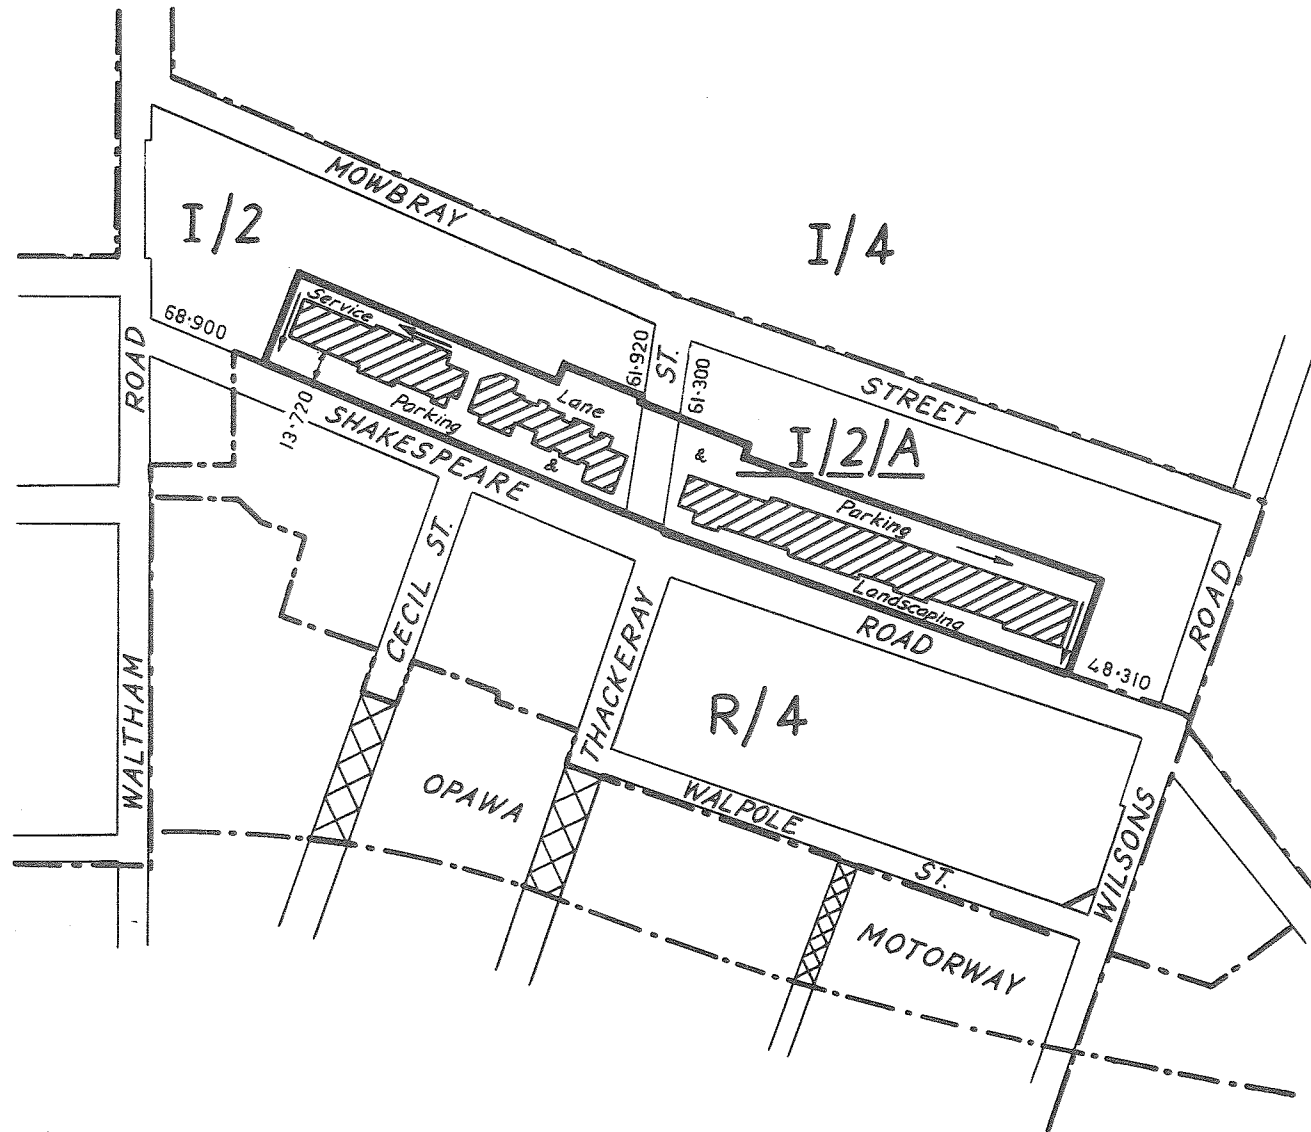 MOWBRAY
I/2
I/4
68·900
Service
61·920
ST.
61·300
STREET
ROAD
Parking
Lane
13·720
SHAKESPEARE
&
&
I/2/A
Parking
Landscaping
ROAD
48·310
ROAD
CECIL ST.
THACKERAY
R/4
WALTHAM
OPAWA
WALPOLE
ST.
WILSONS
MOTORWAY